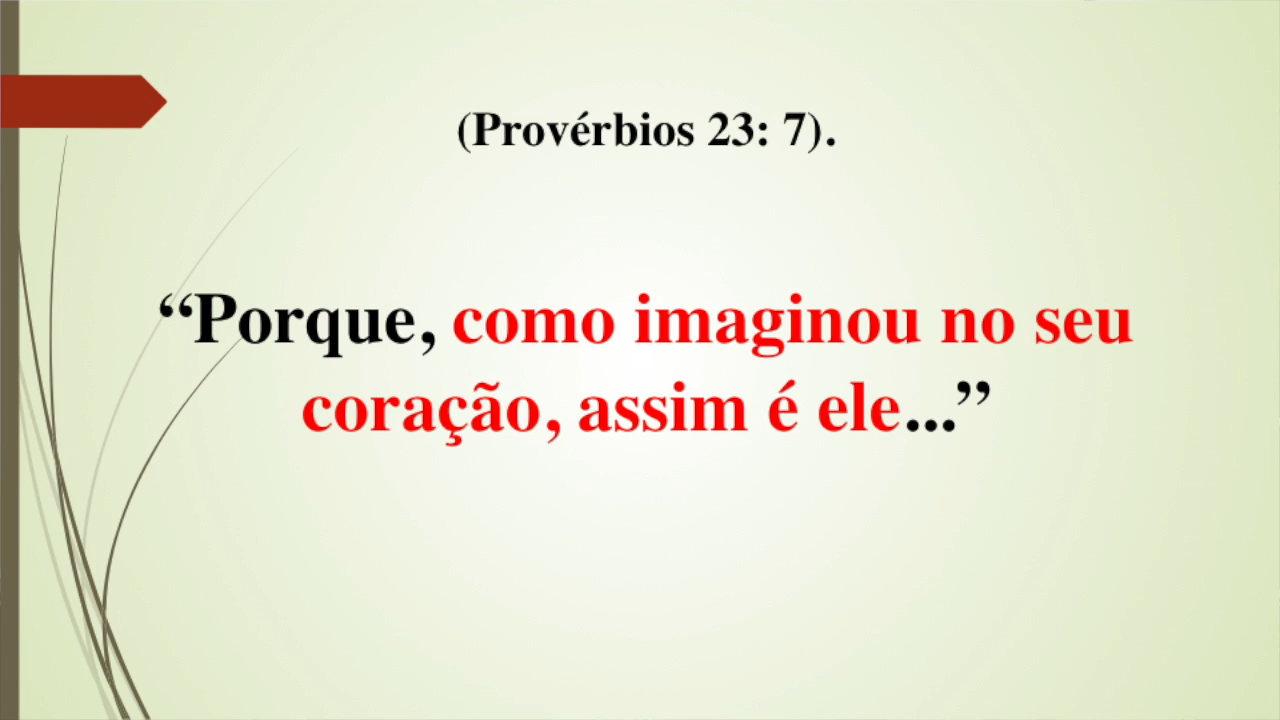 (Provérbios 23: 7).
“Porque, como imaginou no seu
coração, assim é ele...”